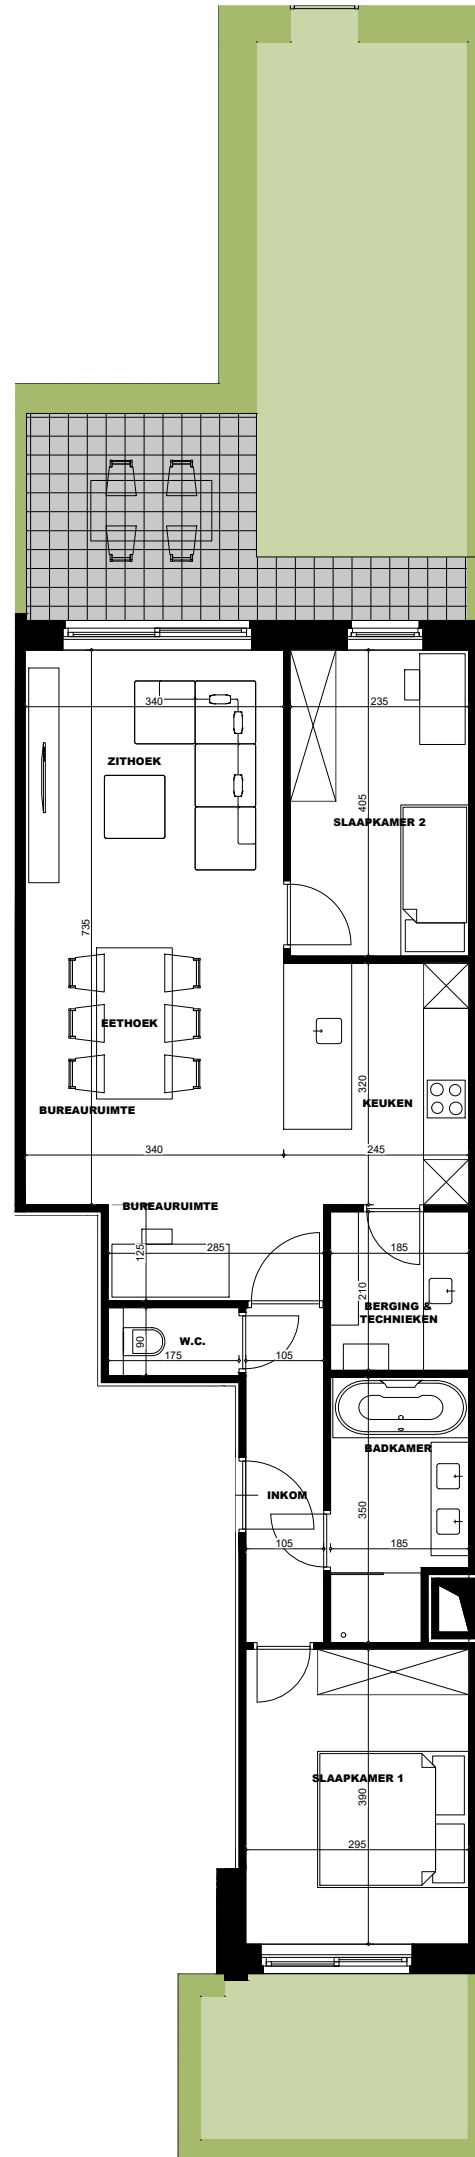 340
235
ZITHOEK
405
SLAAPKAMER 2
735
EETHOEK
320
KEUKEN
BUREAURUIMTE
340
245
BUREAURUIMTE
125
285
185
210
BERGING &
TECHNIEKEN
90
W.C.
175
105
BADKAMER
INKOM
350
105
185
SLAAPKAMER 1
390
295